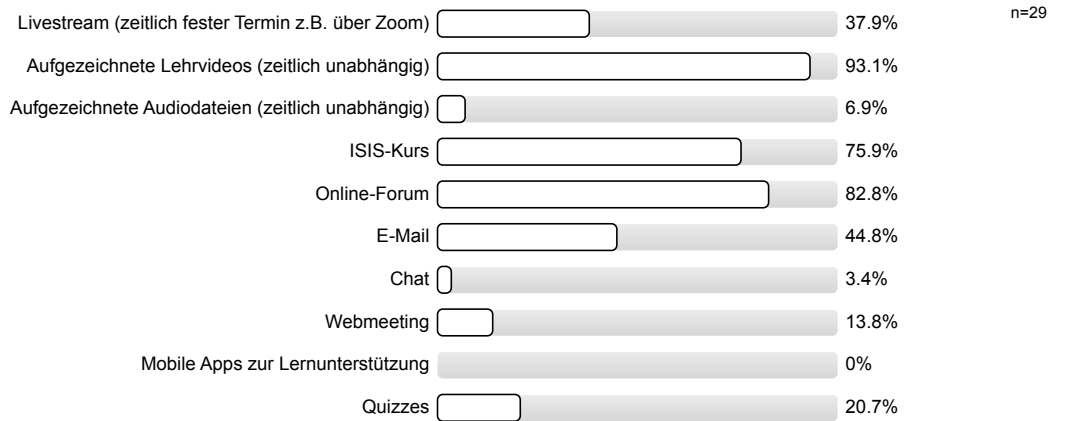 Livestream (zeitlich fester Termin z.B. über Zoom) 37.9% n=29
Aufgezeichnete Lehrvideos (zeitlich unabhängig) 93.1%
Aufgezeichnete Audiodateien (zeitlich unabhängig) 6.9%
ISIS-Kurs 75.9%
Online-Forum 82.8%
E-Mail 44.8%
Chat 3.4%
Webmeeting 13.8%
Mobile Apps zur Lernunterstützung 0%
Quizzes 20.7%